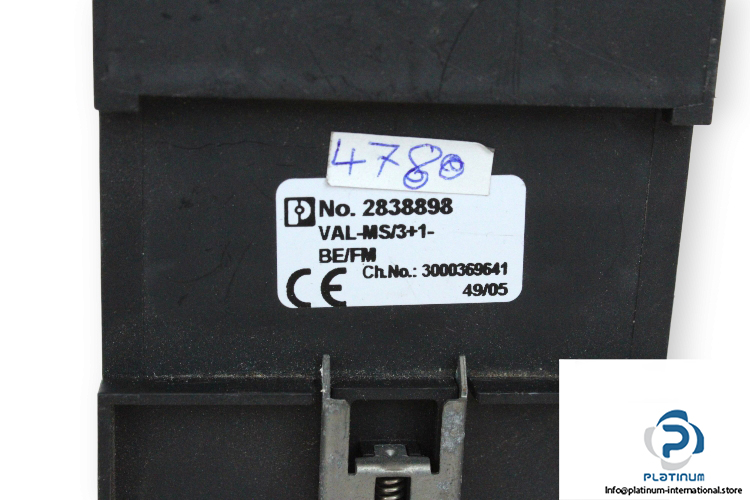 4780
No. 2838898
VAL-MS/3+1-
BE/FM
Ch.No.: 3000369641
CE
49/05
PLATINUM
Info@platinum-international.store